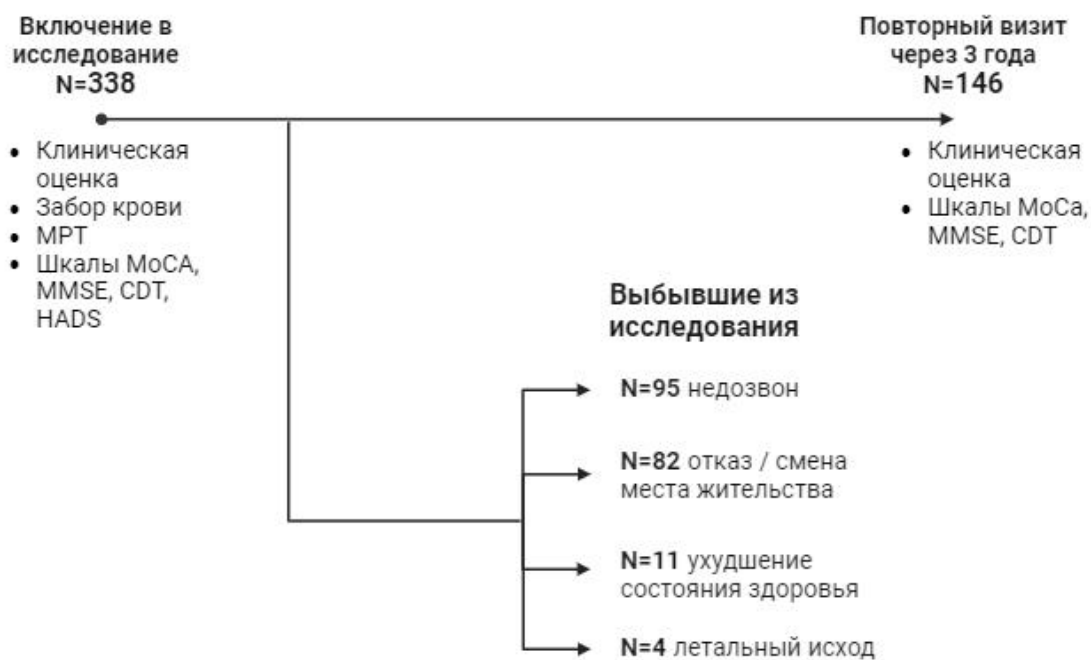 Включение в
исследование
N=338
• Клиническая
оценка
• Забор крови
• МРТ
• Шкалы MoCA,
MMSE, CDT,
HADS
Повторный визит
через 3 года
N=146
• Клиническая
оценка
• Шкалы MoCa,
MMSE, CDT
Выбывшие из
исследования
N=95 недозвон
N=82 отказ / смена
места жительства
N=11 ухудшение
состояния здоровья
N=4 летальный исход